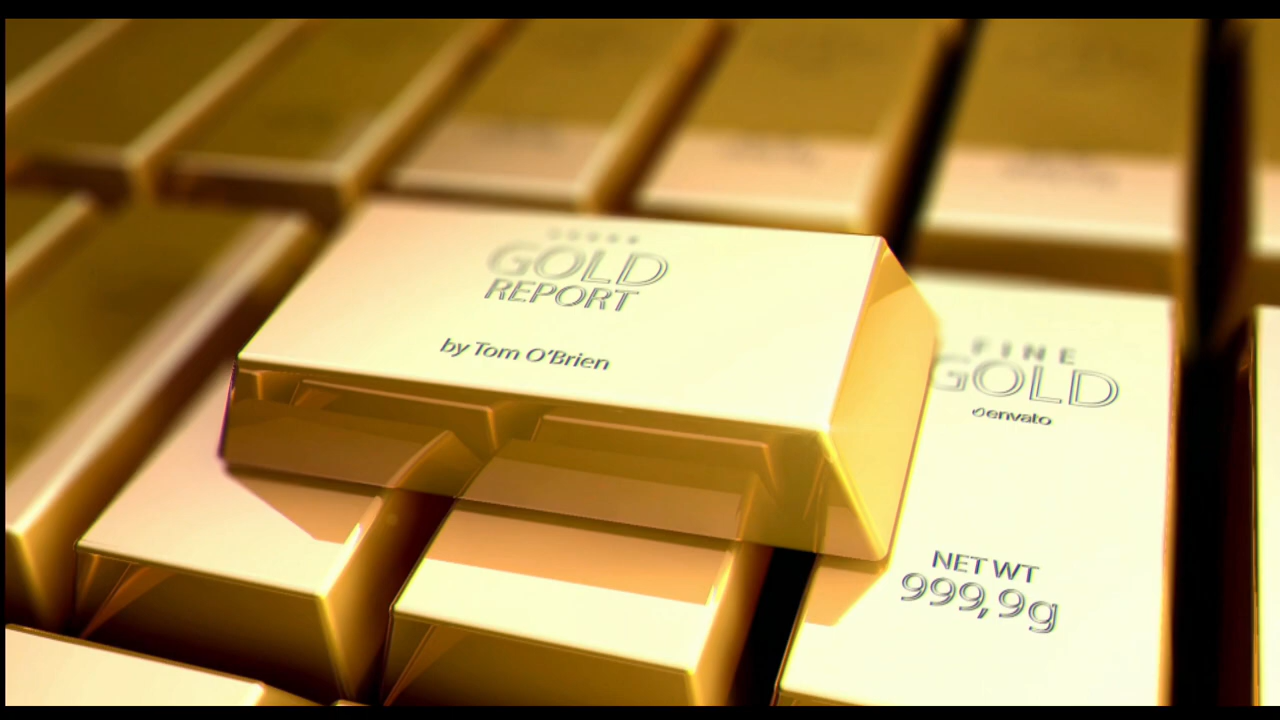 GOLD
REPORT
by Tom O'Brien
FINE
GOLD
envato
NET WT
999,9g